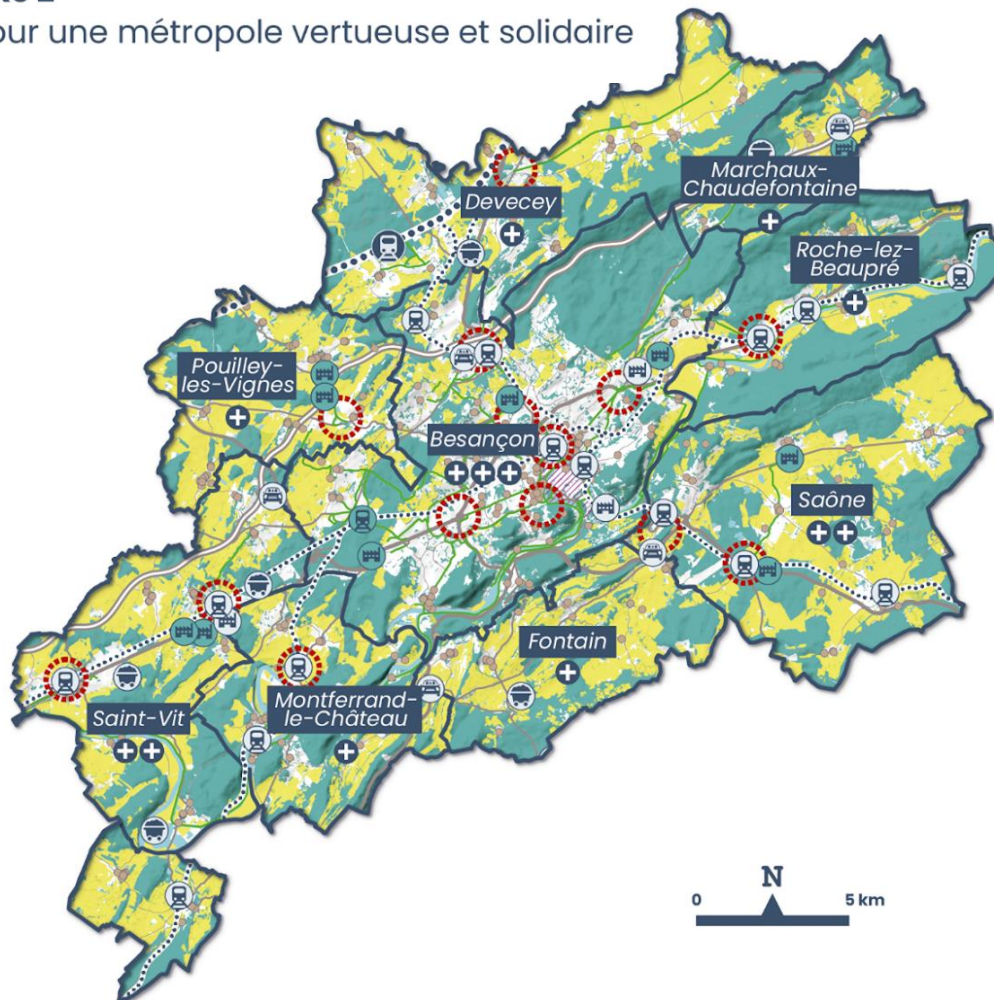 our une métropole vertueuse et solidaire
Devecey
Marchaux-
Chaudefontaine
Roche-lez-
Beaupré
Pouilley-
les-Vignes
Besançon
Saône
Fontain
Montferrand-
le-Château
Saint-Vit
N
0 5 km